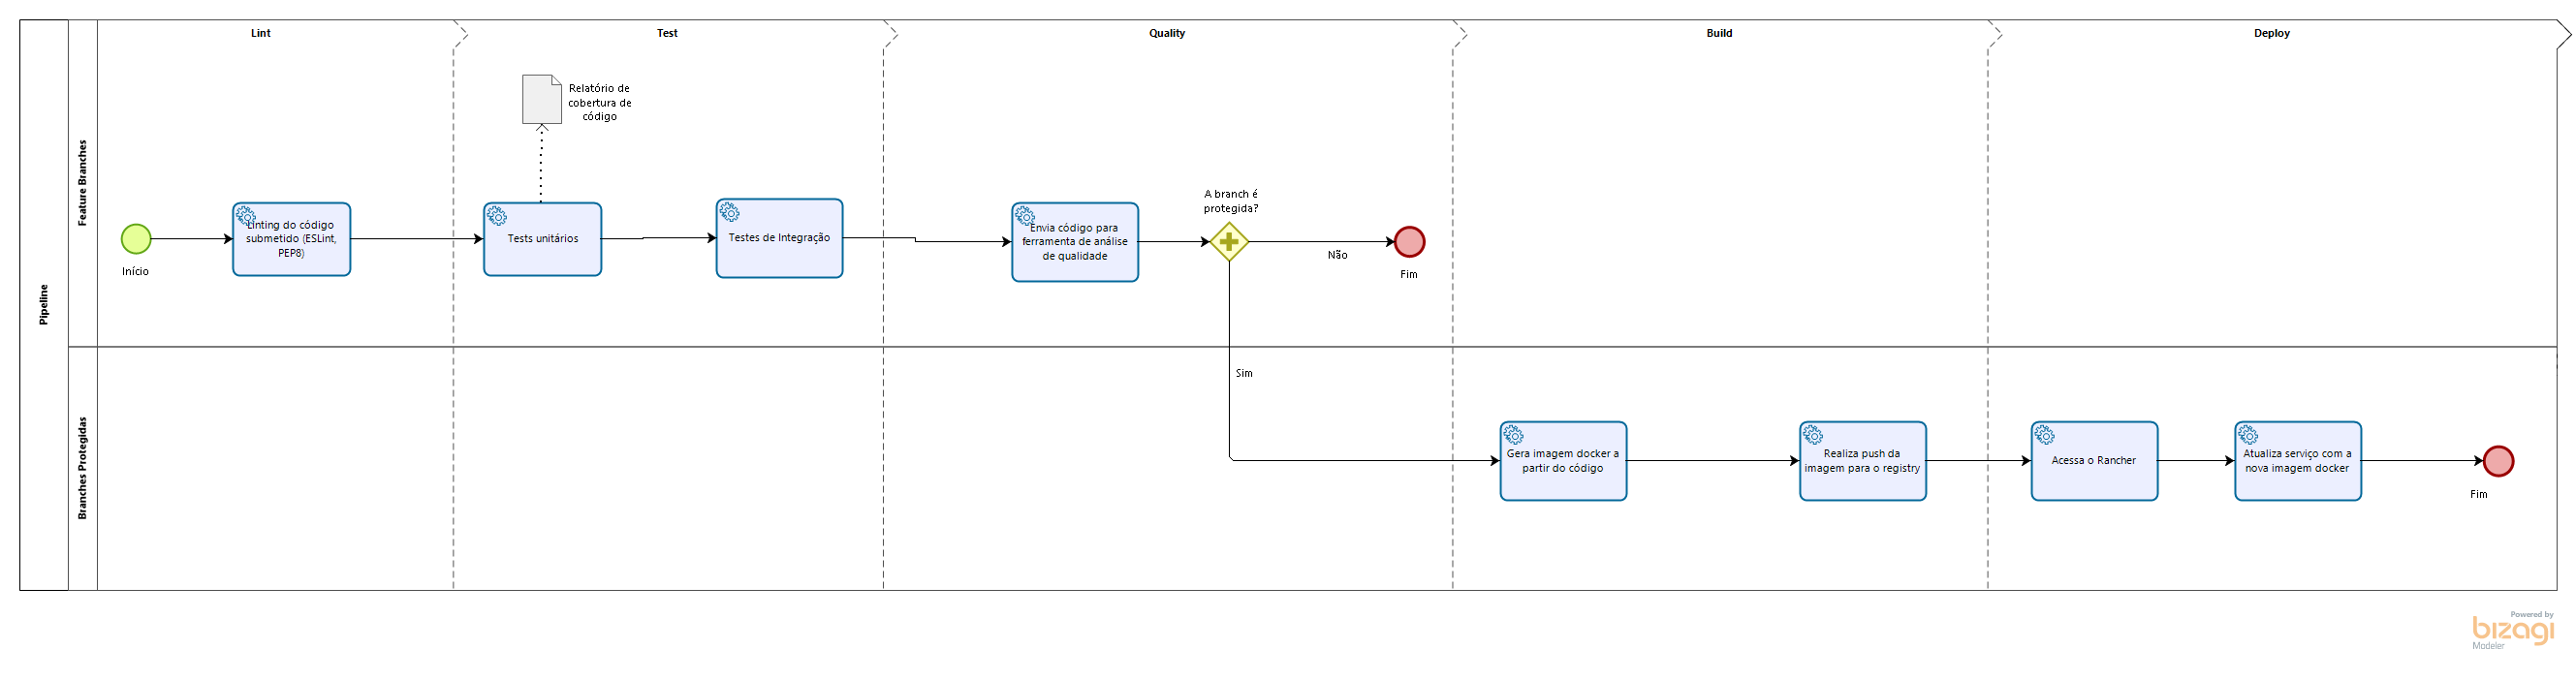 Pipeline
Feature Branches
Branches Protegidas
Lint
Test
Quality
Build
Deploy
Relatório de
cobertura de
código
Início
Linting do código
submetido (ESLint,
PEP8)
Tests unitários
Testes de Integração
Envia código para
ferramenta de análise
de qualidade
A branch é
protegida?
Não
Fim
Sim
Gera imagem docker a
partir do código
Realiza push da
imagem para o registry
Acessa o Rancher
Atualiza serviço com a
nova imagem docker
Fim
Powered by
bizagi
Modeler